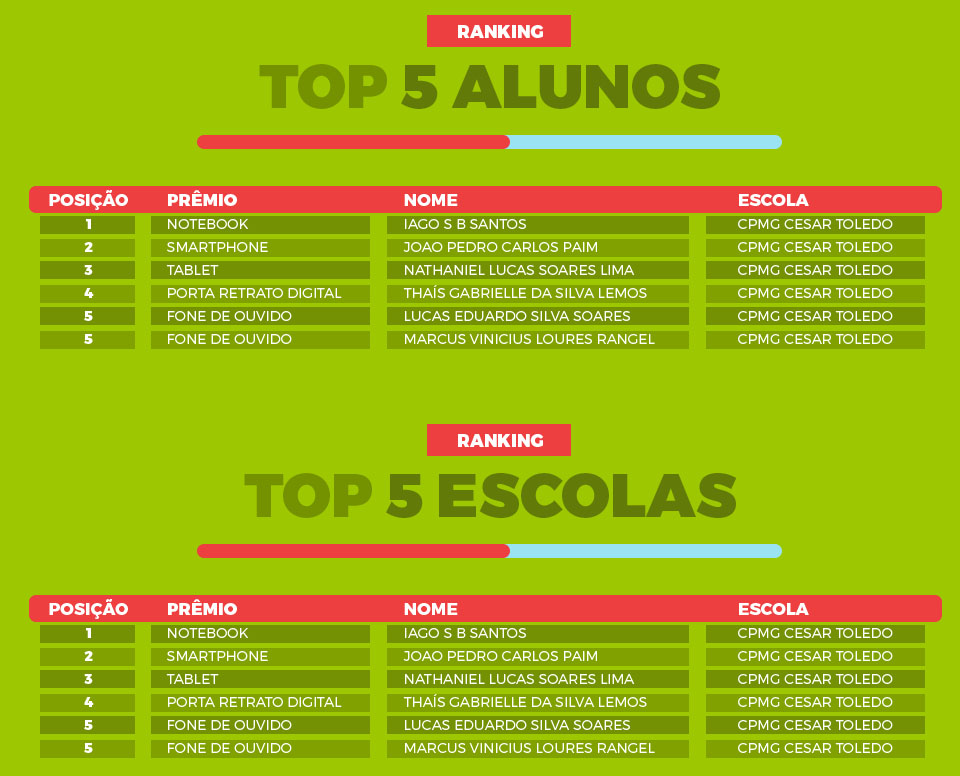 RANKING
TOP 5 ALUNOS
POSIÇÃO PRÊMIO NOME ESCOLA
1 NOTEBOOK IAGO S B SANTOS CPMG CESAR TOLEDO
2 SMARTPHONE JOAO PEDRO CARLOS PAIM CPMG CESAR TOLEDO
3 TABLET NATHANIEL LUCAS SOARES LIMA CPMG CESAR TOLEDO
4 PORTA RETRATO DIGITAL THAÍS GABRIELLE DA SILVA LEMOS CPMG CESAR TOLEDO
5 FONE DE OUVIDO LUCAS EDUARDO SILVA SOARES CPMG CESAR TOLEDO
5 FONE DE OUVIDO MARCUS VINICIUS LOURES RANGEL CPMG CESAR TOLEDO
RANKING
TOP 5 ESCOLAS
POSIÇÃO PRÊMIO NOME ESCOLA
1 NOTEBOOK IAGO S B SANTOS CPMG CESAR TOLEDO
2 SMARTPHONE JOAO PEDRO CARLOS PAIM CPMG CESAR TOLEDO
3 TABLET NATHANIEL LUCAS SOARES LIMA CPMG CESAR TOLEDO
4 PORTA RETRATO DIGITAL THAÍS GABRIELLE DA SILVA LEMOS CPMG CESAR TOLEDO
5 FONE DE OUVIDO LUCAS EDUARDO SILVA SOARES CPMG CESAR TOLEDO
5 FONE DE OUVIDO MARCUS VINICIUS LOURES RANGEL CPMG CESAR TOLEDO